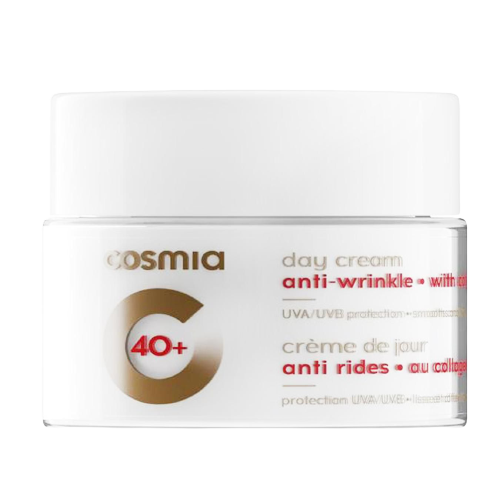 cosmia
40+
day cream
anti-wrinkle • with co
UVA/UVB protection •
crème de jour
anti rides • au collage
protection UVA/UVB •